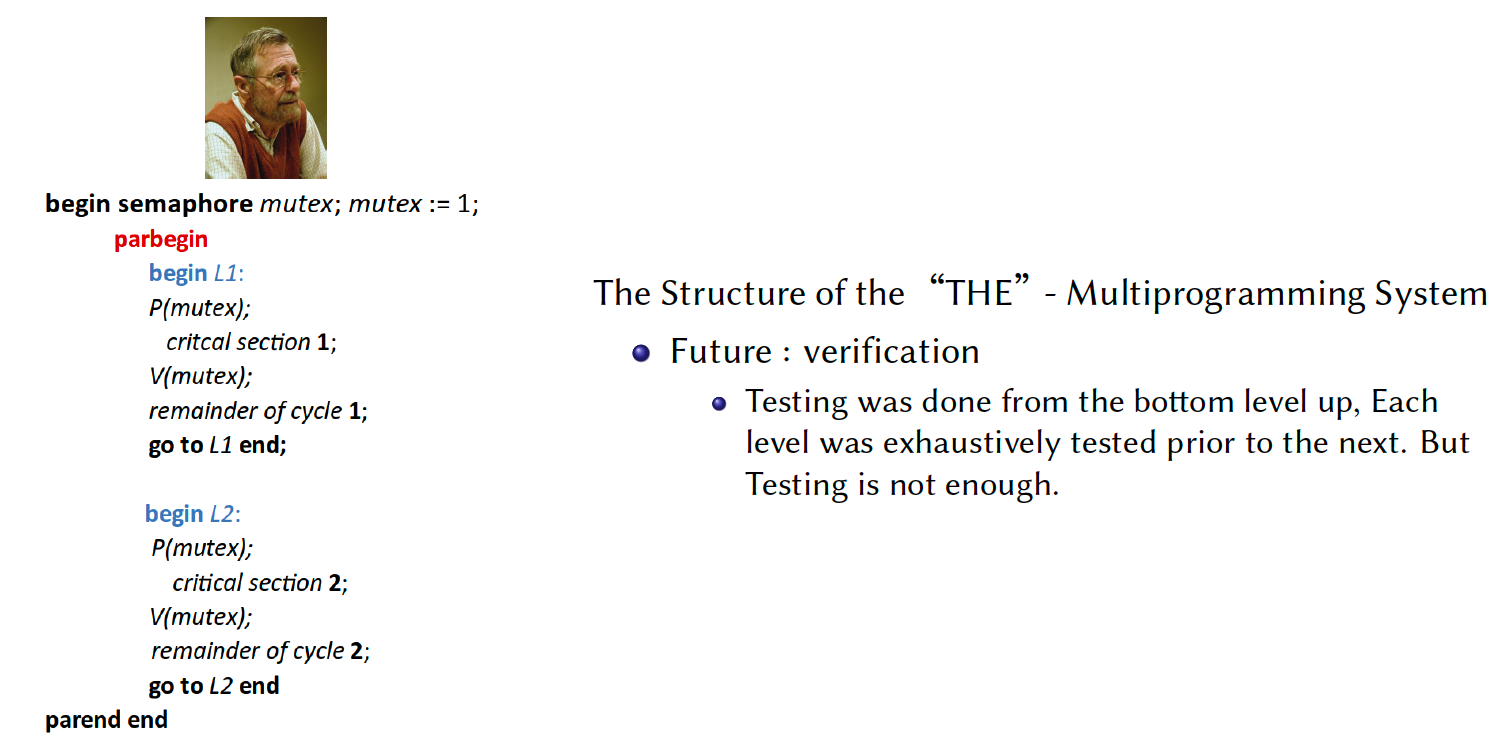 begin semaphore mutex; mutex := 1;
parbegin
begin L1:
P(mutex);
critcal section 1;
V(mutex);
remainder of cycle 1;
go to L1 end;
begin L2:
P(mutex);
critical section 2;
V(mutex);
remainder of cycle 2;
go to L2 end
parend end
The Structure of the “THE” - Multiprogramming System
Future : verification
Testing was done from the bottom level up, Each
level was exhaustively tested prior to the next. But
Testing is not enough.